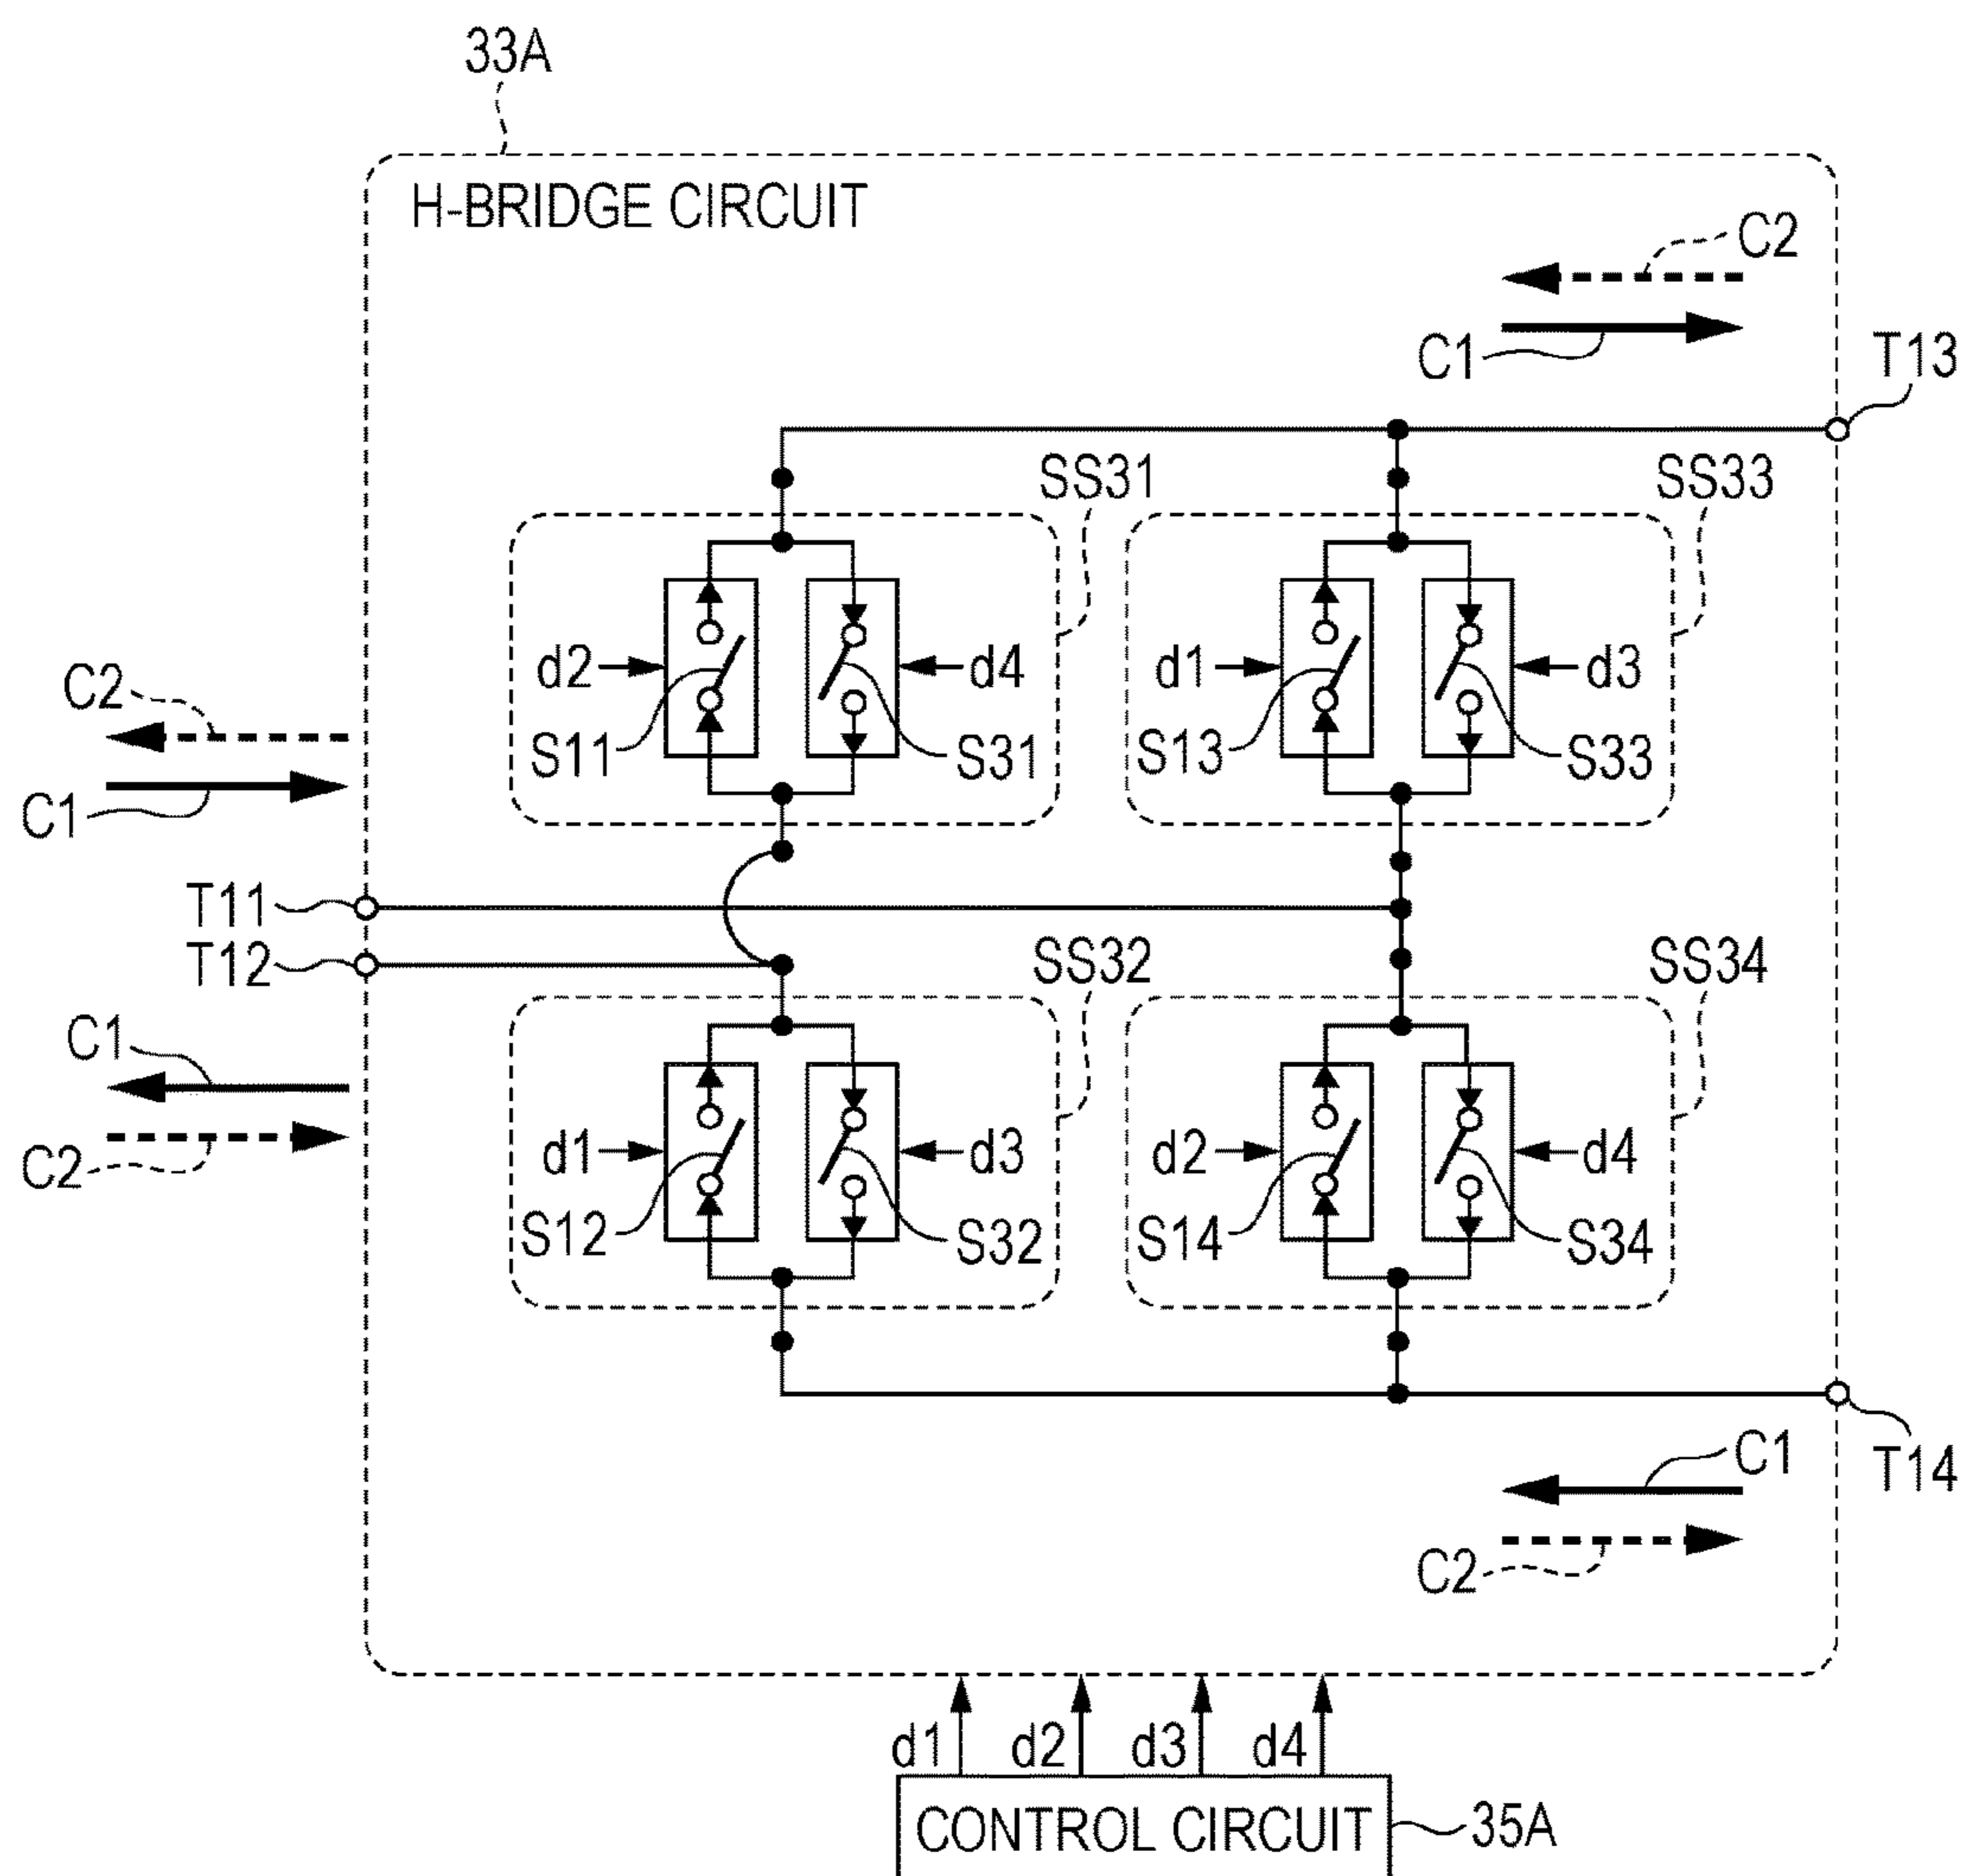 33A
H-BRIDGE CIRCUIT
C2
C1
T13
SS31
SS33
d2
d4
d1
d3
S11
S31
S13
S33
C2
C1
T11
T12
SS32
SS34
C1
C2
d1
d3
d2
d4
S12
S32
S14
S34
C1
C2
T14
d1
d2
d3
d4
CONTROL CIRCUIT
35A